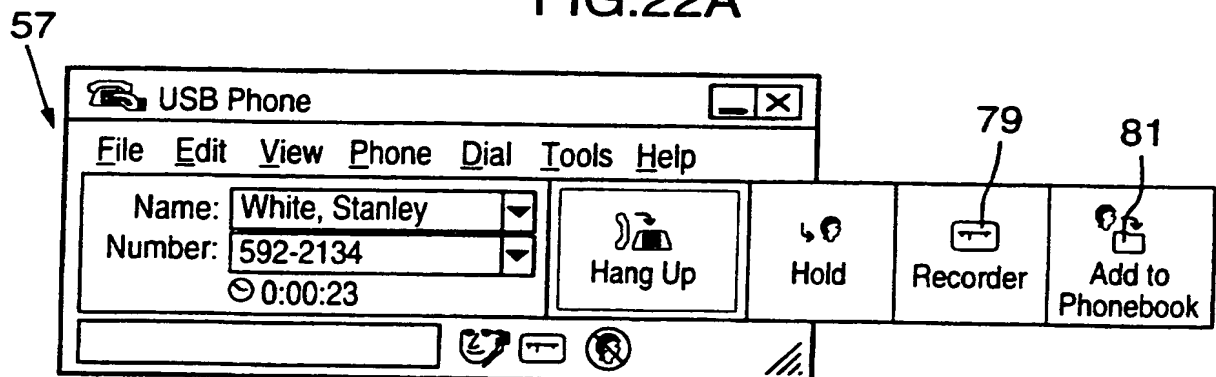 FIG.22A
57
USB Phone
79
81
File Edit View Phone Dial Tools Help
Name: White, Stanley
Number: 592-2134
0:00:23
Hang Up
Hold
Recorder
Add to
Phonebook